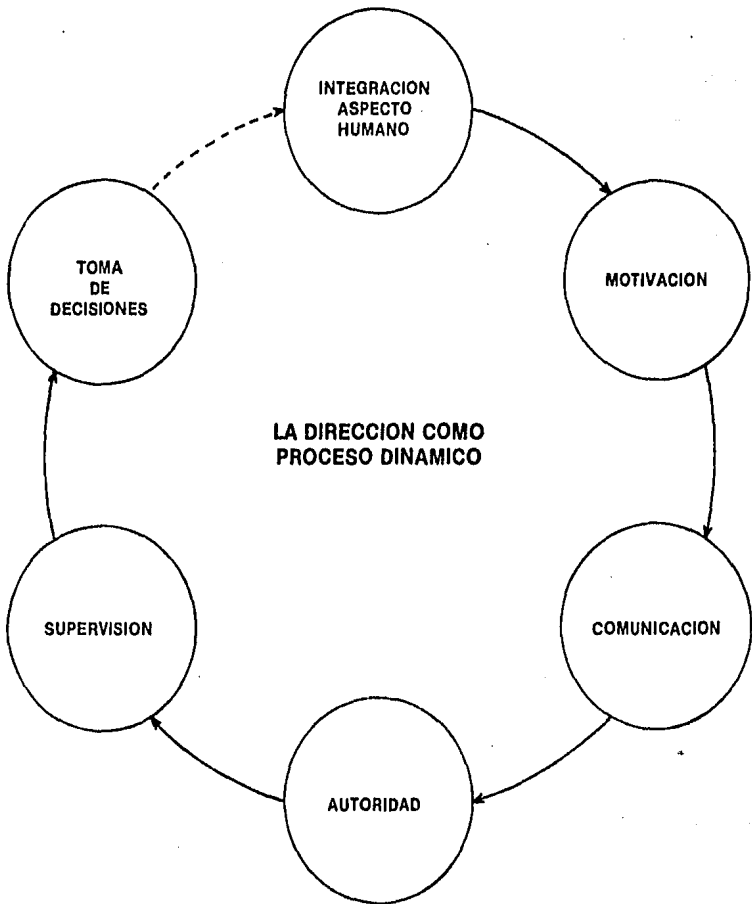 INTEGRACION
ASPECTO
HUMANO
MOTIVACION
COMUNICACION
AUTORIDAD
SUPERVISION
TOMA
DE
DECISIONES
LA DIRECCION COMO
PROCESO DINAMICO